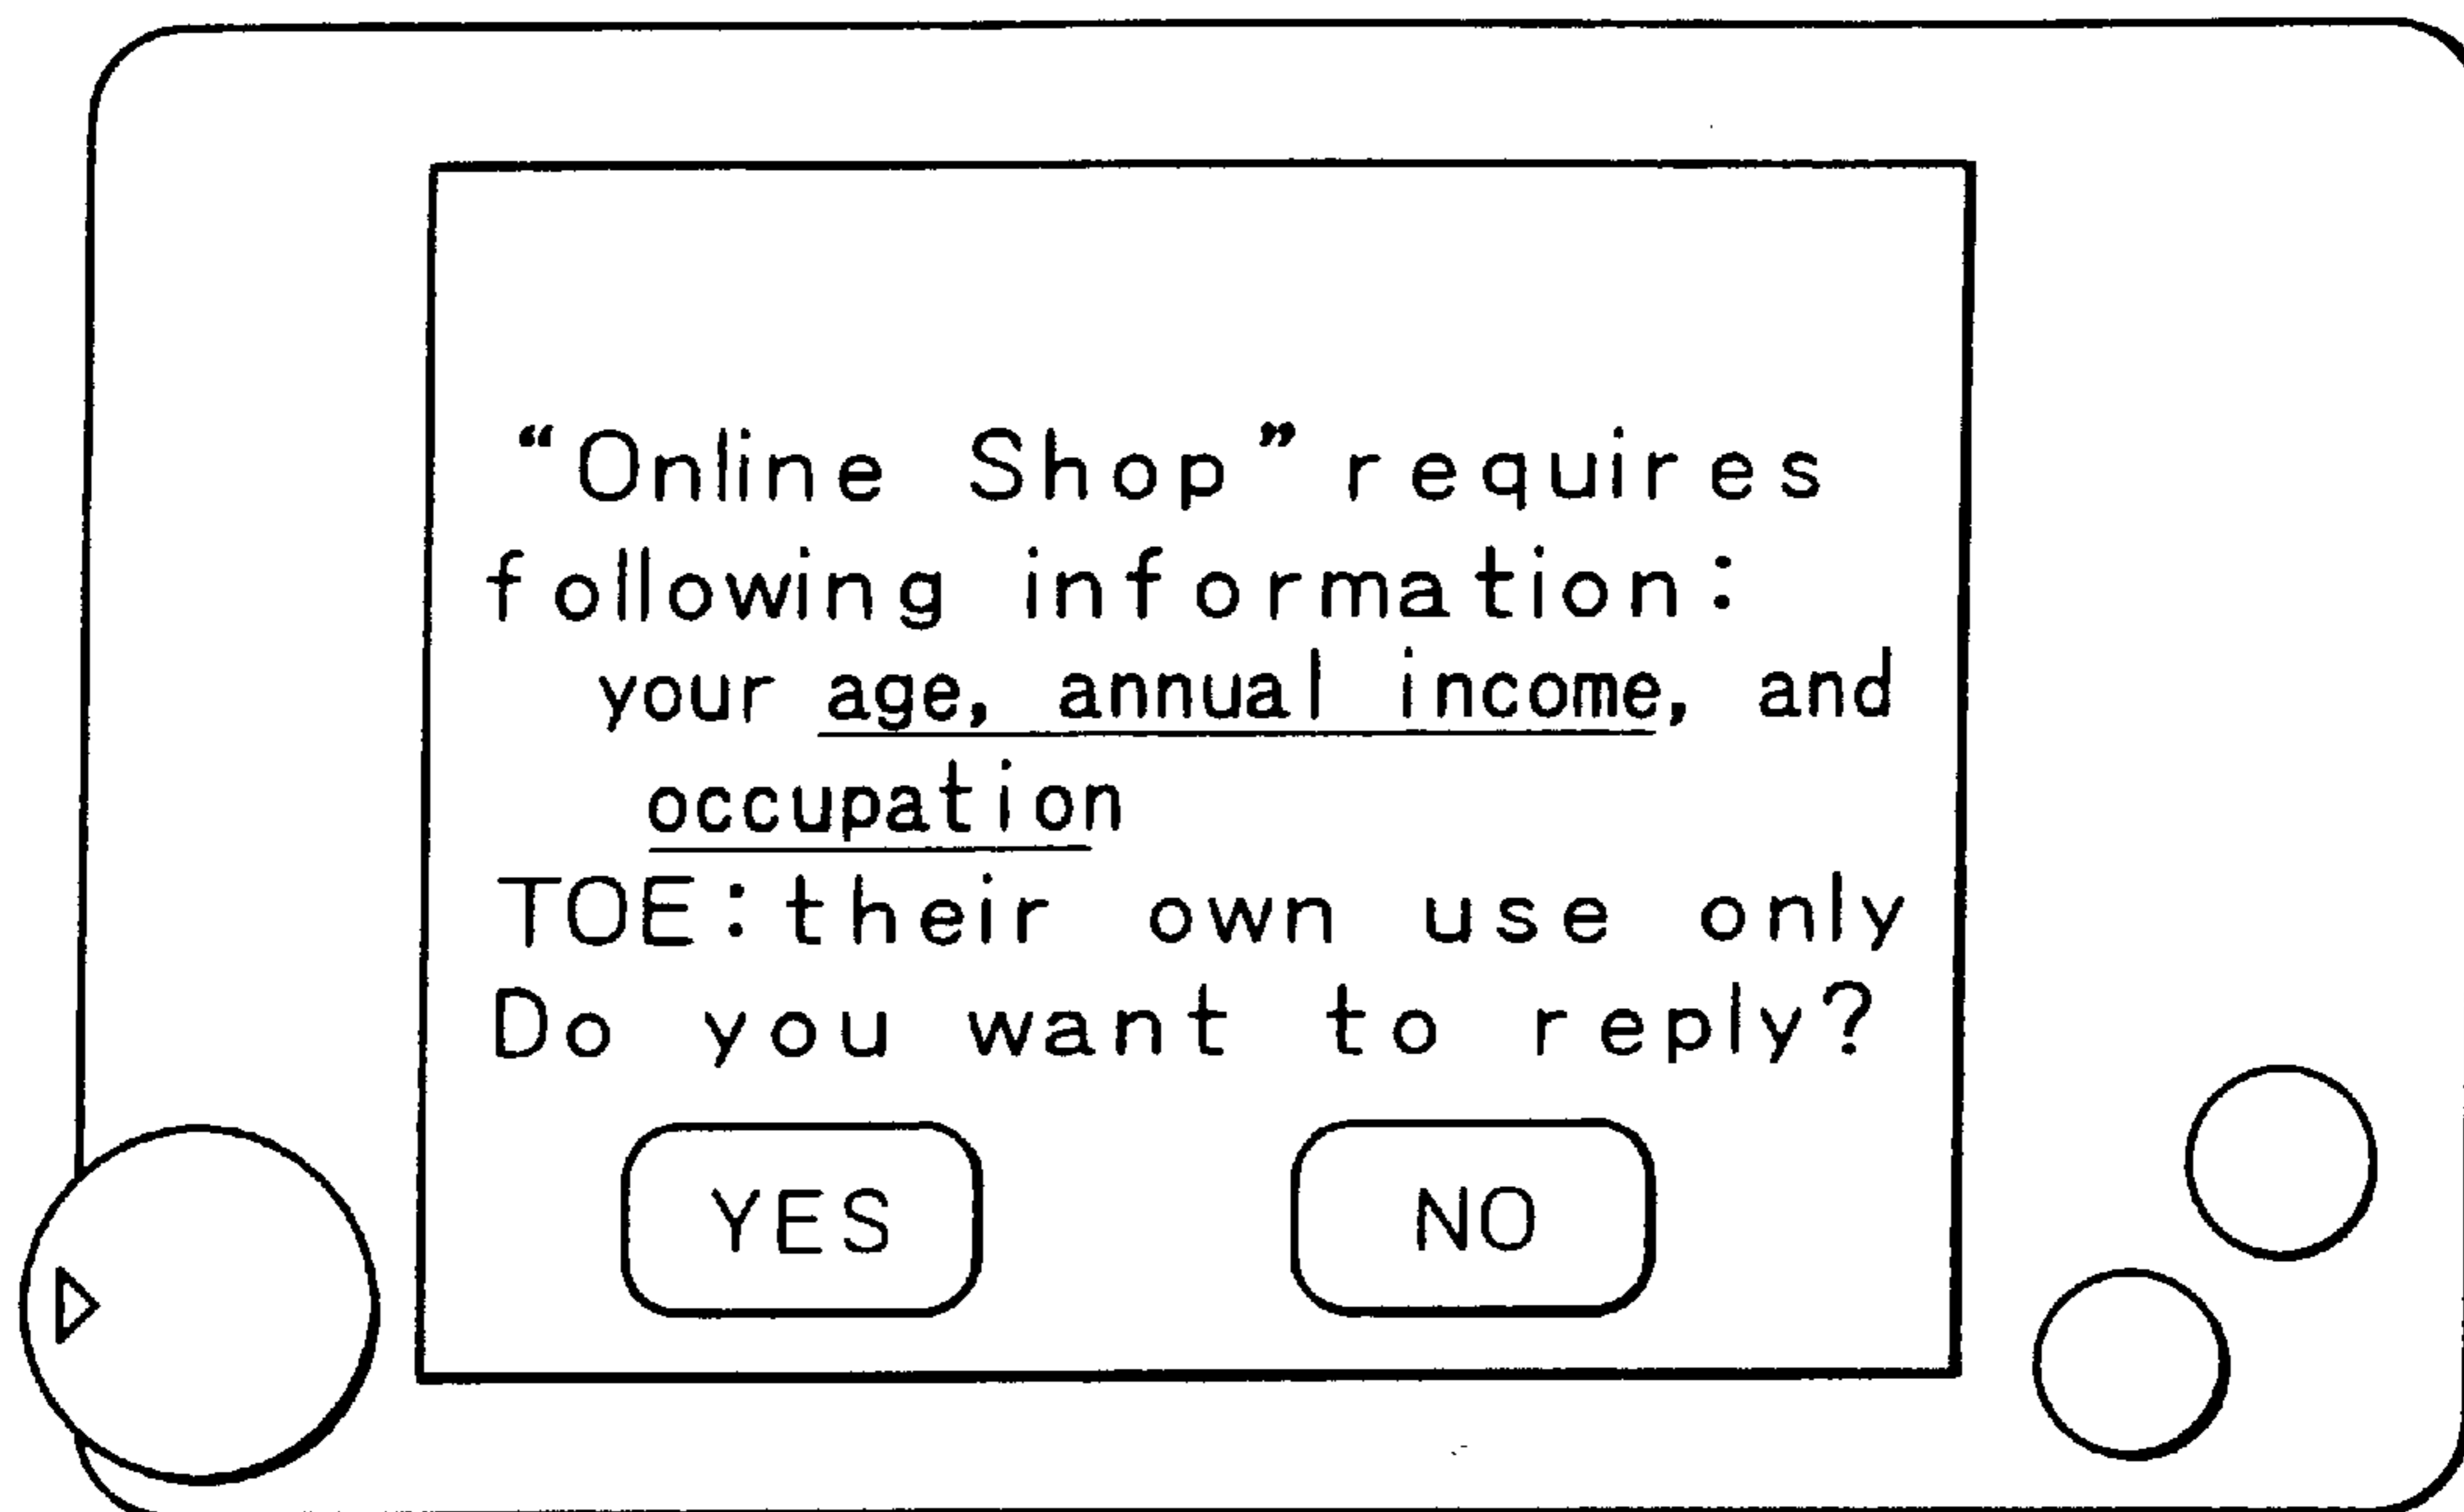 “Online Shop” requires
following information:
your age, annual income, and
occupation
TOE:their own use only
Do you want to reply?
YES NO